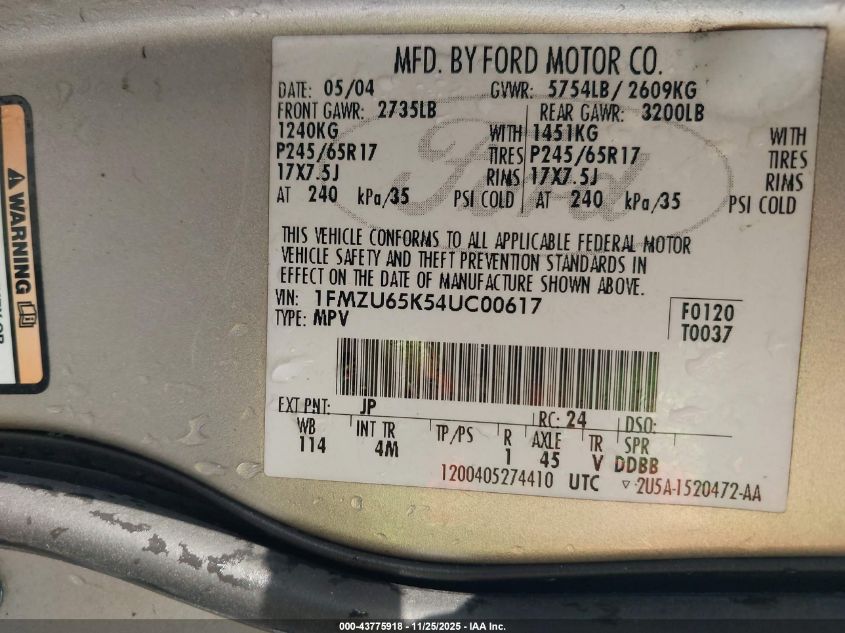 MFD. BY FORD MOTOR CO.
DATE: 05/04 GVWR: 5754LB / 2609KG
FRONT GAWR: 2735LB REAR GAWR: 3200LB
1240KG WITH 1451KG WITH
P245/65R17 TIRES P245/65R17 TIRES
17X7.5J RIMS 17X7.5J RIMS
AT 240 kPa/35 PSI COLD AT 240 kPa/35 PSI COLD
Ford
THIS VEHICLE CONFORMS TO ALL APPLICABLE FEDERAL MOTOR
VEHICLE SAFETY AND THEFT PREVENTION STANDARDS IN
EFFECT ON THE DATE OF MANUFACTURE SHOWN ABOVE.
VIN: 1FMZU65K54UC00617 F0120
TYPE: MPV T0037
EXT PNT: JP RC: 24 DSO:
WB INT TR TP/PS R AXLE TR SPR
114 4M 1 45 V DDBB
1200405274410 UTC ▽2U5A-1520472-AA
WARNING
000-43775918 - 11/25/2025 - IAA Inc.